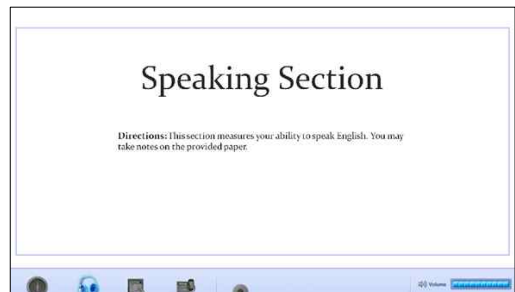 Speaking Section
Directions: This section measures your ability to speak English. You may
take notes on the provided paper.
Volume